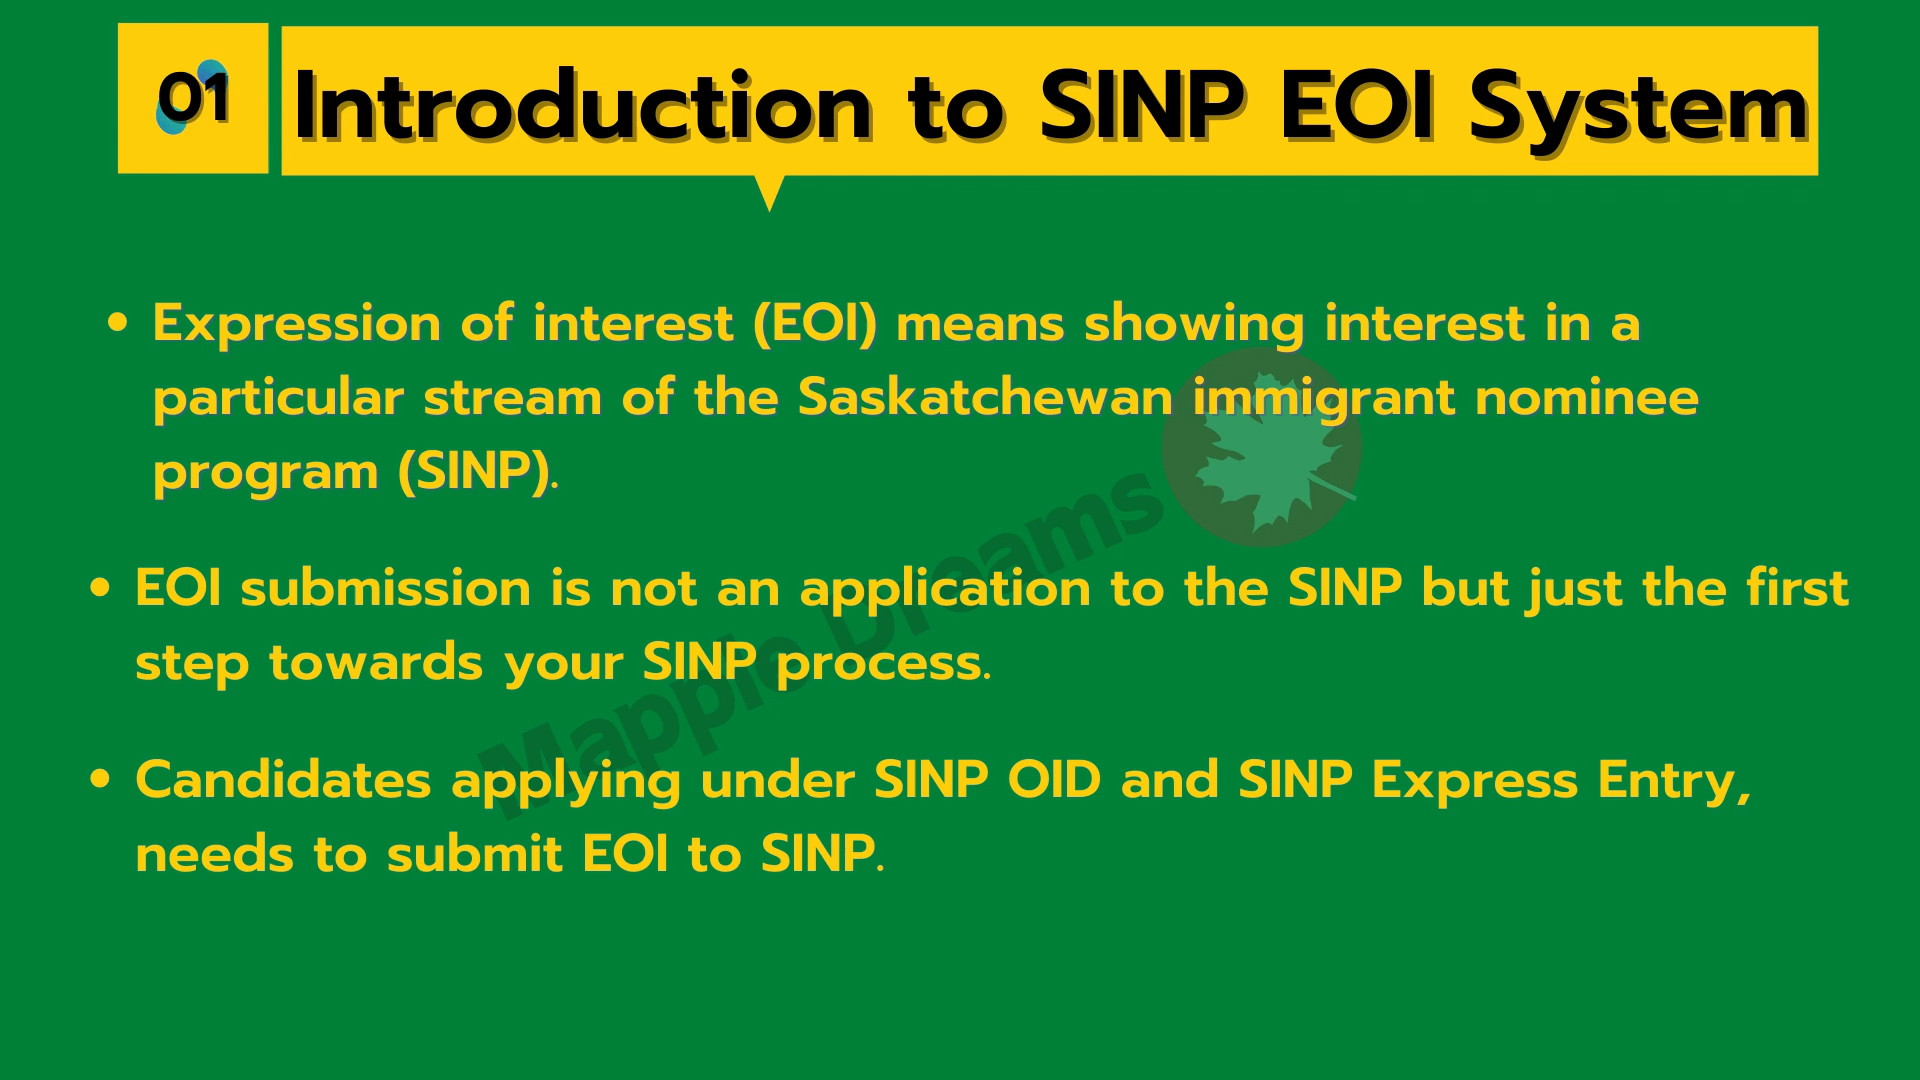 01
Introduction to SINP EOI System
• Expression of interest (EOI) means showing interest in a
particular stream of the Saskatchewan immigrant nominee
program (SINP).
• EOI submission is not an application to the SINP but just the first
step towards your SINP process.
• Candidates applying under SINP OID and SINP Express Entry,
needs to submit EOI to SINP.
Mapple Dreams